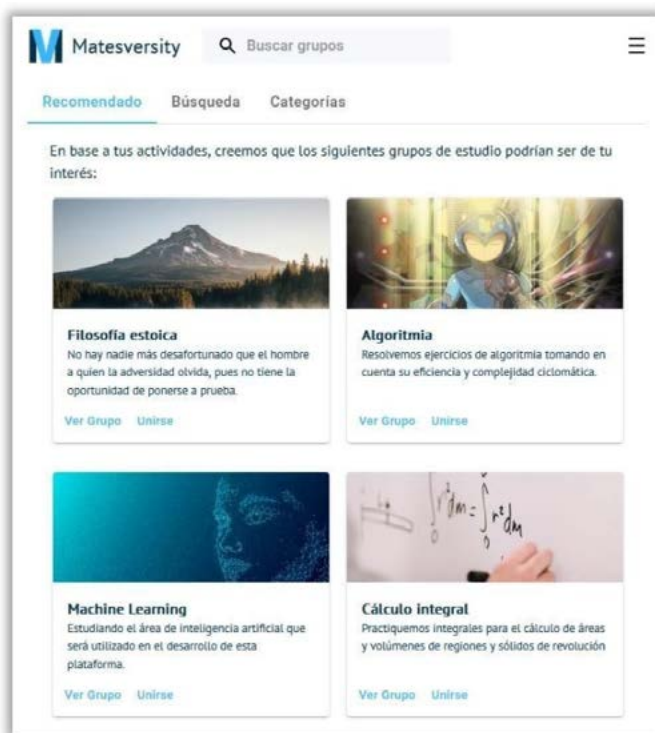 Matesversity
Buscar grupos
Recomendado Búsqueda Categorías
En base a tus actividades, creemos que los siguientes grupos de estudio podrían ser de tu
interés:
Filosofía estoica
No hay nadie más desafortunado que el hombre
a quien la adversidad olvida, pues no tiene la
oportunidad de ponerse a prueba.
Ver Grupo Unirse
Algoritmia
Resolvemos ejercicios de algoritmia tomando en
cuenta su eficiencia y complejidad ciclomática.
Ver Grupo Unirse
Machine Learning
Estudiando el área de inteligencia artificial que
será utilizado en el desarrollo de esta
plataforma.
Ver Grupo Unirse
∫r²dm = ∫r²dm
0 0
Cálculo integral
Practiquemos integrales para el cálculo de áreas
y volúmenes de regiones y sólidos de revolución
Ver Grupo Unirse